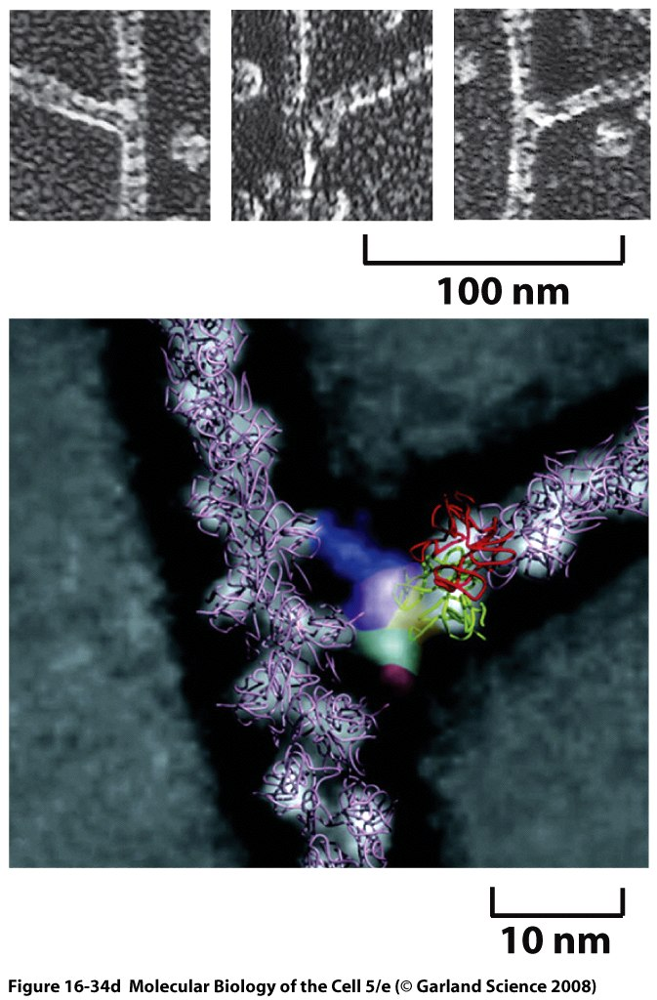 100 nm
10 nm
Figure 16-34d Molecular Biology of the Cell 5/e (© Garland Science 2008)